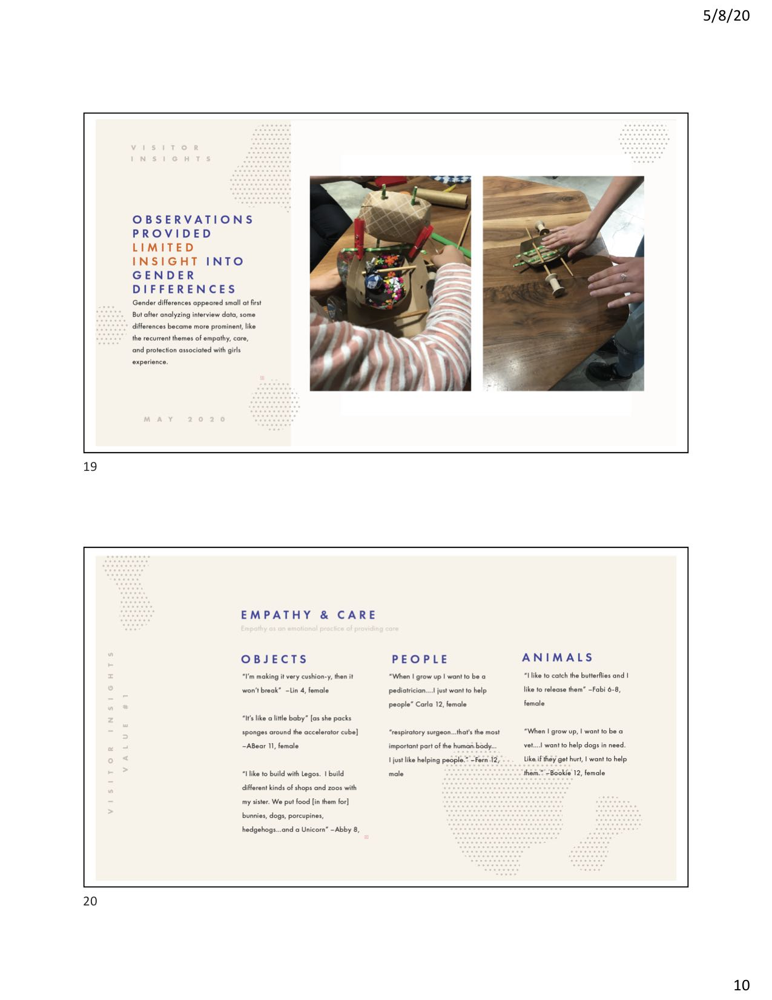 5/8/20
VISITOR
INSIGHTS
OBSERVATIONS
PROVIDED
LIMITED
INSIGHT INTO
GENDER
DIFFERENCES
Gender differences appeared small at first
But after analyzing interview data, some
differences became more prominent, like
the recurrent themes of empathy, care,
and protection associated with girls
experience.
MAY 2020
19
VISITOR INSIGHTS
VALUE #1
EMPATHY & CARE
Empathy as an emotional practice of providing care
OBJECTS
“I’m making it very cushion-y, then it
won’t break” –Lin 4, female
“It’s like a little baby” [as she packs
sponges around the accelerator cube]
–ABear 11, female
“I like to build with Legos. I build
different kinds of shops and zoos with
my sister. We put food [in them for]
bunnies, dogs, porcupines,
hedgehogs...and a Unicorn” –Abby 8,
PEOPLE
“When I grow up I want to be a
pediatrician....I just want to help
people” Carla 12, female
“respiratory surgeon...that's the most
important part of the human body...
I just like helping people.” –Fern 12,
male
ANIMALS
“I like to catch the butterflies and I
like to release them” –Fabi 6-8,
female
“When I grow up, I want to be a
vet....I want to help dogs in need.
Like if they get hurt, I want to help
them.” –Bookie 12, female
20
10